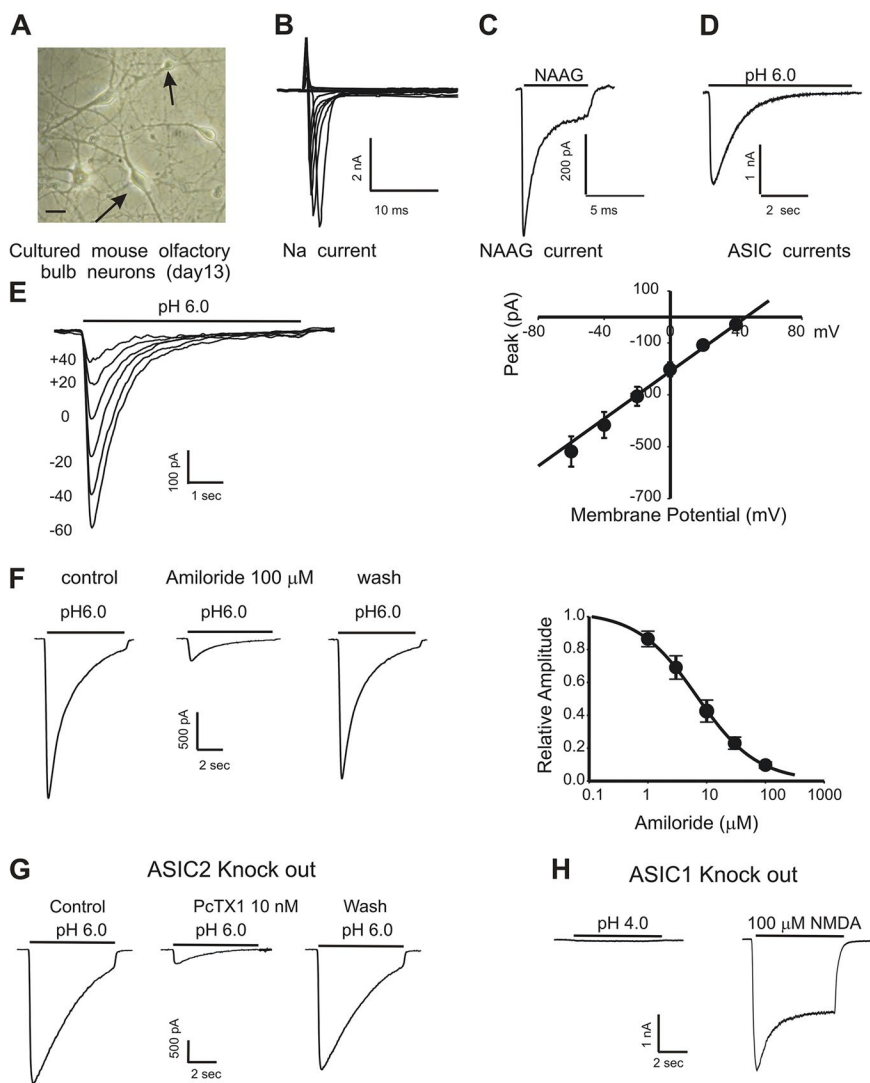 A
B
C
D
NAAG
pH 6.0
2 nA
10 ms
200 pA
5 ms
1 nA
2 sec
Cultured mouse olfactory
bulb neurons (day13)
Na current
NAAG current
ASIC currents
E
pH 6.0
+40
+20
0
-20
-40
-60
100 pA
1 sec
Peak (pA)
100
-80
-40
0
40
80
mV
-100
-300
-500
-700
Membrane Potential (mV)
F
control
Amiloride 100 μM
wash
pH6.0
pH6.0
pH6.0
500 pA
2 sec
Relative Amplitude
1.0
0.8
0.6
0.4
0.2
0.0
0.1
1
10
100
1000
Amiloride (μM)
G
ASIC2 Knock out
Control
PcTX1 10 nM
Wash
pH 6.0
pH 6.0
pH 6.0
500 pA
2 sec
H
ASIC1 Knock out
pH 4.0
100 μM NMDA
1 nA
2 sec